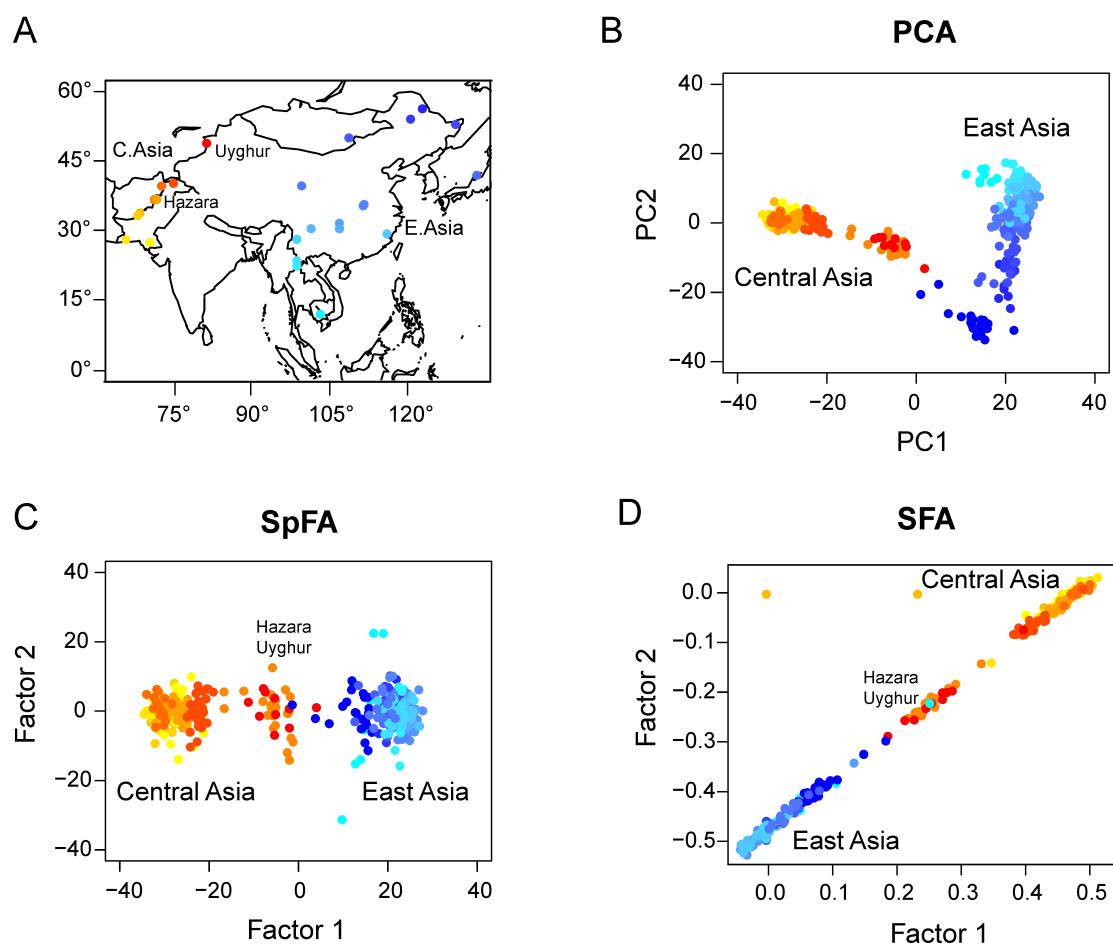 A
60°
45°
30°
15°
0°
C.Asia
Uyghur
Hazara
E.Asia
75°
90°
105°
120°
B
PCA
40
20
0
−20
−40
PC2
East Asia
Central Asia
−40
−20
0
20
40
PC1
C
SpFA
40
20
0
−20
−40
Factor 2
Hazara
Uyghur
Central Asia
East Asia
−40
−20
0
20
40
Factor 1
D
SFA
0.0
−0.1
−0.2
−0.3
−0.4
−0.5
Factor 2
Central Asia
Hazara
Uyghur
East Asia
0.0
0.1
0.2
0.3
0.4
0.5
Factor 1